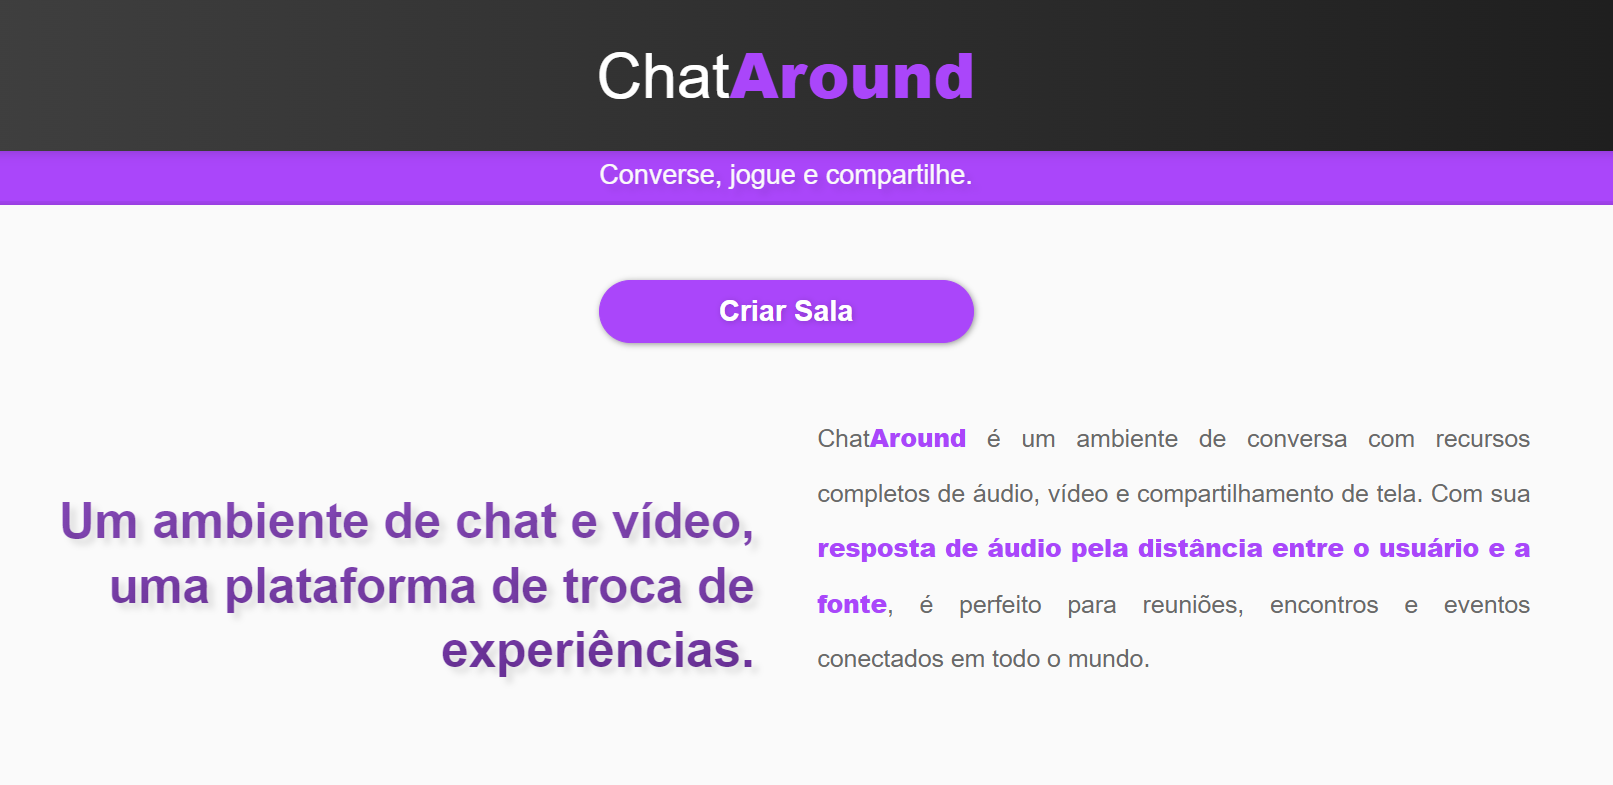 ChatAround
Converse, jogue e compartilhe.
Criar Sala
Um ambiente de chat e vídeo,
uma plataforma de troca de
experiências.
ChatAround é um ambiente de conversa com recursos
completos de áudio, vídeo e compartilhamento de tela. Com sua
resposta de áudio pela distância entre o usuário e a
fonte, é perfeito para reuniões, encontros e eventos
conectados em todo o mundo.